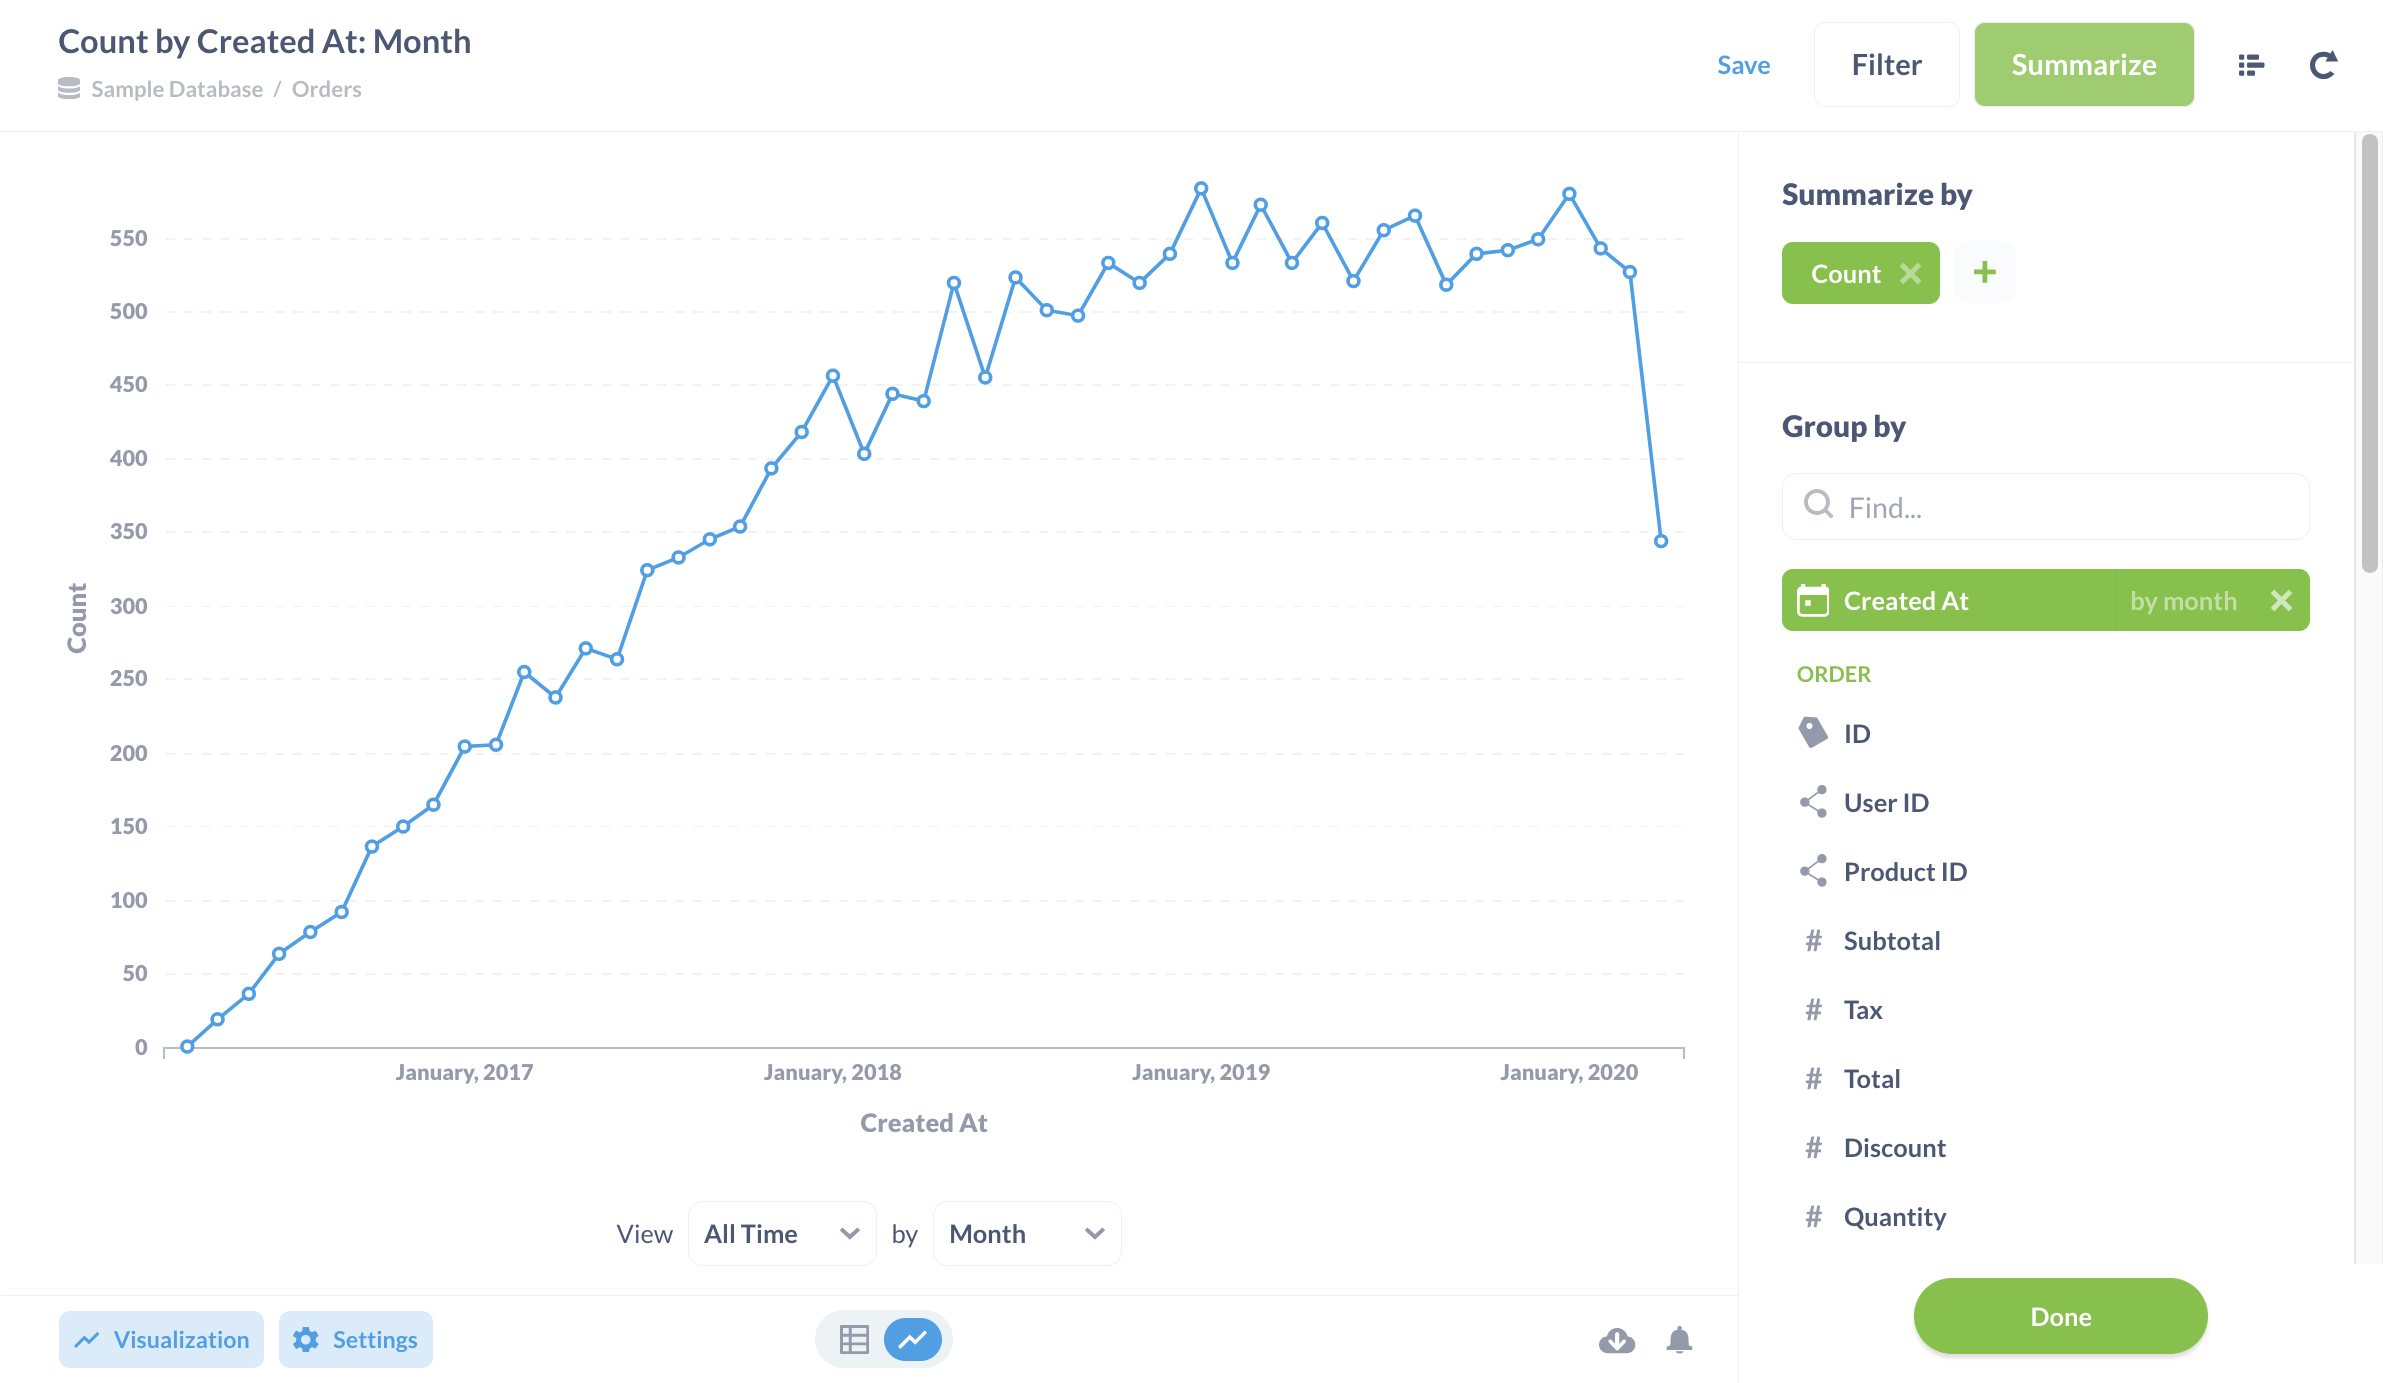 Count by Created At: Month
Sample Database / Orders
Save
Filter
Summarize
550
500
450
400
350
300
250
200
150
100
50
0
Count
January, 2017
January, 2018
January, 2019
January, 2020
Created At
View All Time by Month
Visualization
Settings
Summarize by
Count
Group by
Find...
Created At by month
ORDER
ID
User ID
Product ID
# Subtotal
# Tax
# Total
# Discount
# Quantity
Done